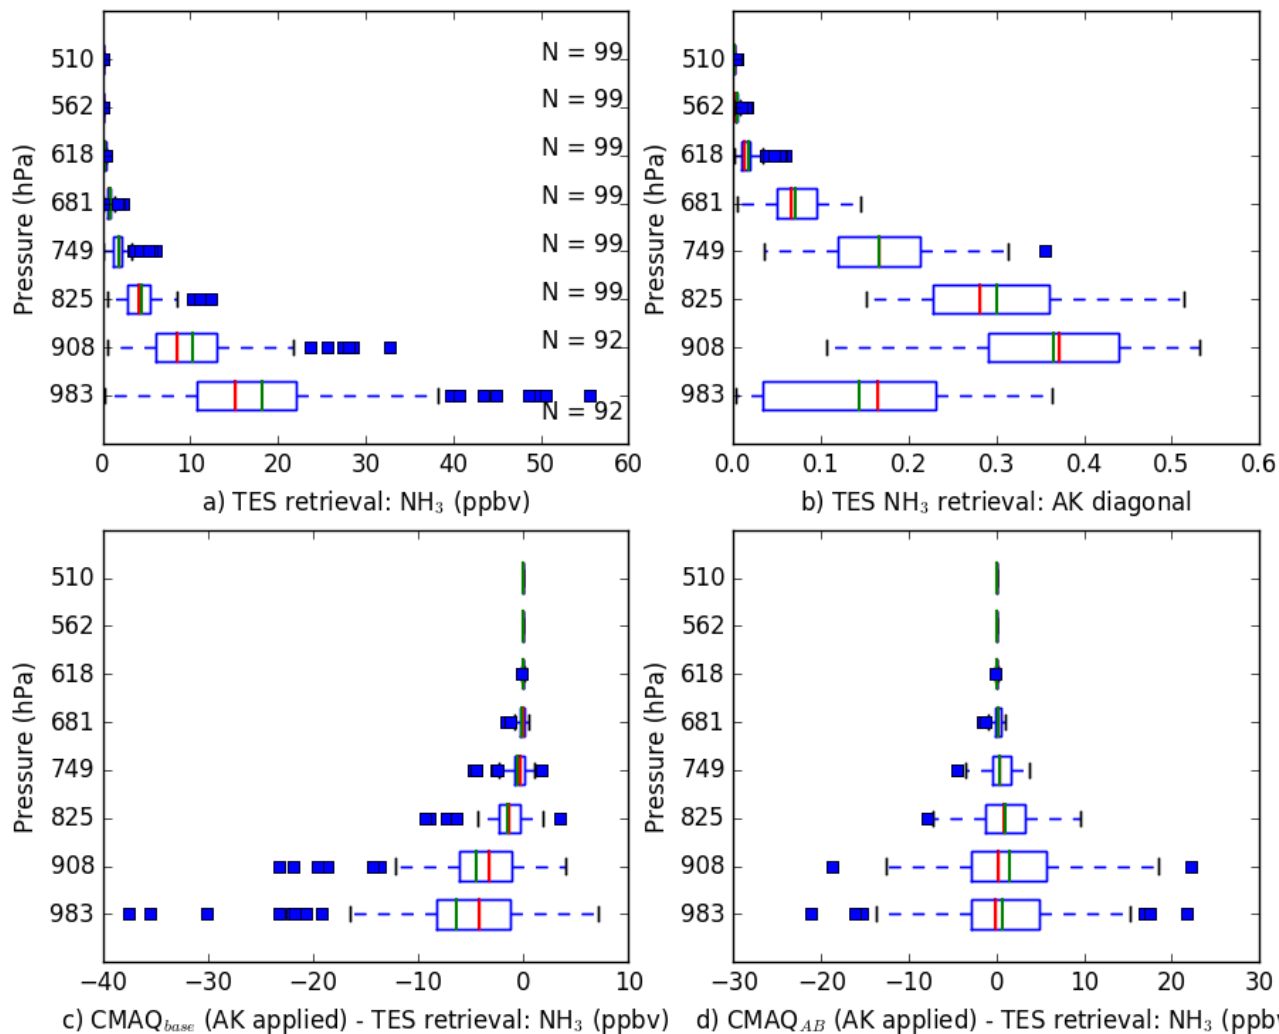 510 N = 99
562 N = 99
618 N = 99
681 N = 99
749 N = 99
825 N = 99
908 N = 92
983 N = 92
Pressure (hPa)
0 10 20 30 40 50 60
a) TES retrieval: NH₃ (ppbv)
510
562
618
681
749
825
908
983
Pressure (hPa)
0.0 0.1 0.2 0.3 0.4 0.5 0.6
b) TES NH₃ retrieval: AK diagonal
510
562
618
681
749
825
908
983
Pressure (hPa)
−40 −30 −20 −10 0 10
c) CMAQbase (AK applied) - TES retrieval: NH₃ (ppbv)
510
562
618
681
749
825
908
983
Pressure (hPa)
−30 −20 −10 0 10 20 30
d) CMAQAB (AK applied) - TES retrieval: NH₃ (ppbv